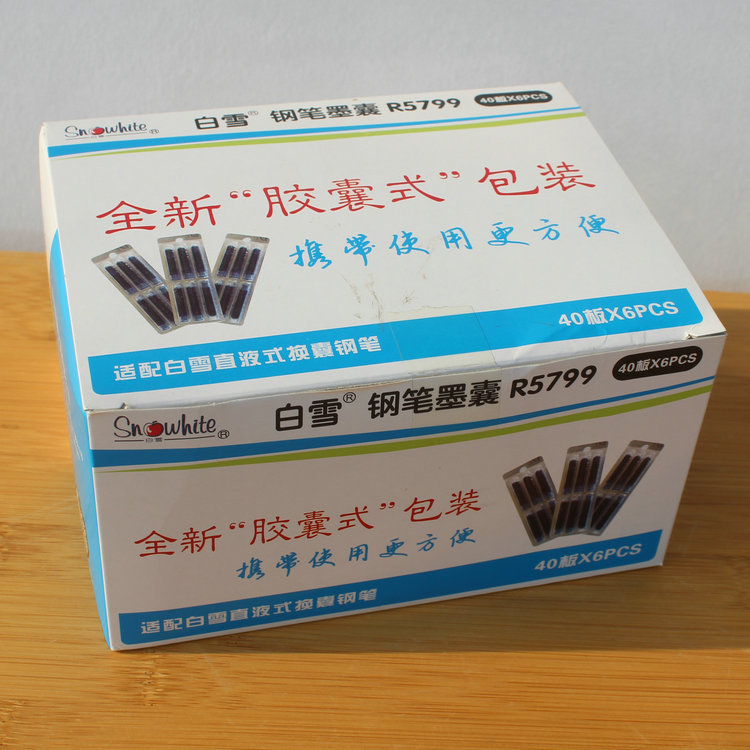 Snowhite®
白雪
白雪® 钢笔墨囊 R5799 40板X6PCS
全新“胶囊式”包装
携帶使用更方便
40板X6PCS
适配白雪直液式换囊钢笔
Snowhite®
白雪
白雪® 钢笔墨囊 R5799 40板X6PCS
全新“胶囊式”包装
携帶使用更方便
40板X6PCS
适配白雪直液式换囊钢笔